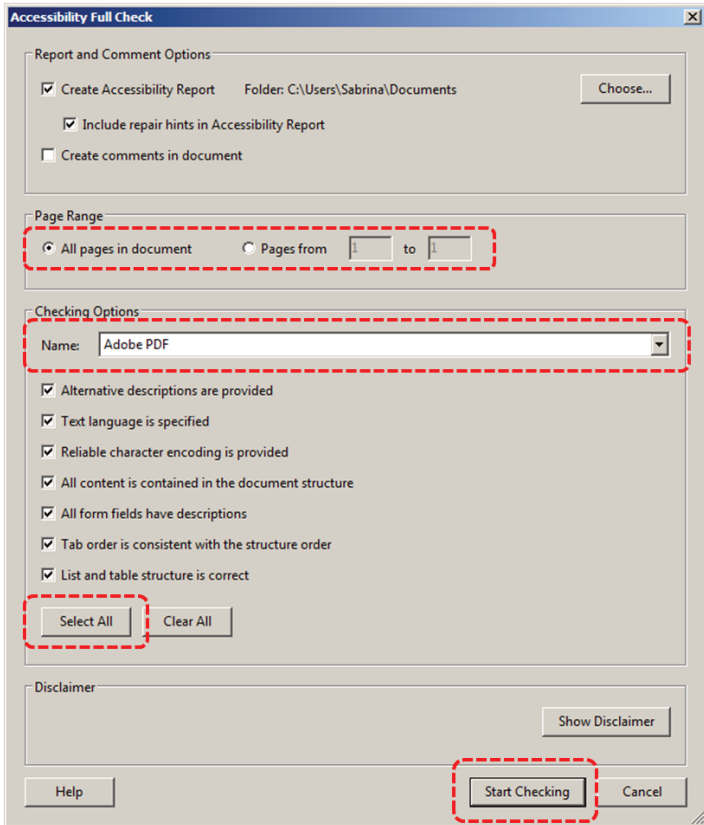 Accessibility Full Check
Report and Comment Options
Create Accessibility Report Folder: C:\Users\Sabrina\Documents Choose...
Include repair hints in Accessibility Report
Create comments in document
Page Range
All pages in document Pages from 1 to 1
Checking Options
Name: Adobe PDF
Alternative descriptions are provided
Text language is specified
Reliable character encoding is provided
All content is contained in the document structure
All form fields have descriptions
Tab order is consistent with the structure order
List and table structure is correct
Select All Clear All
Disclaimer
Show Disclaimer
Help Start Checking Cancel